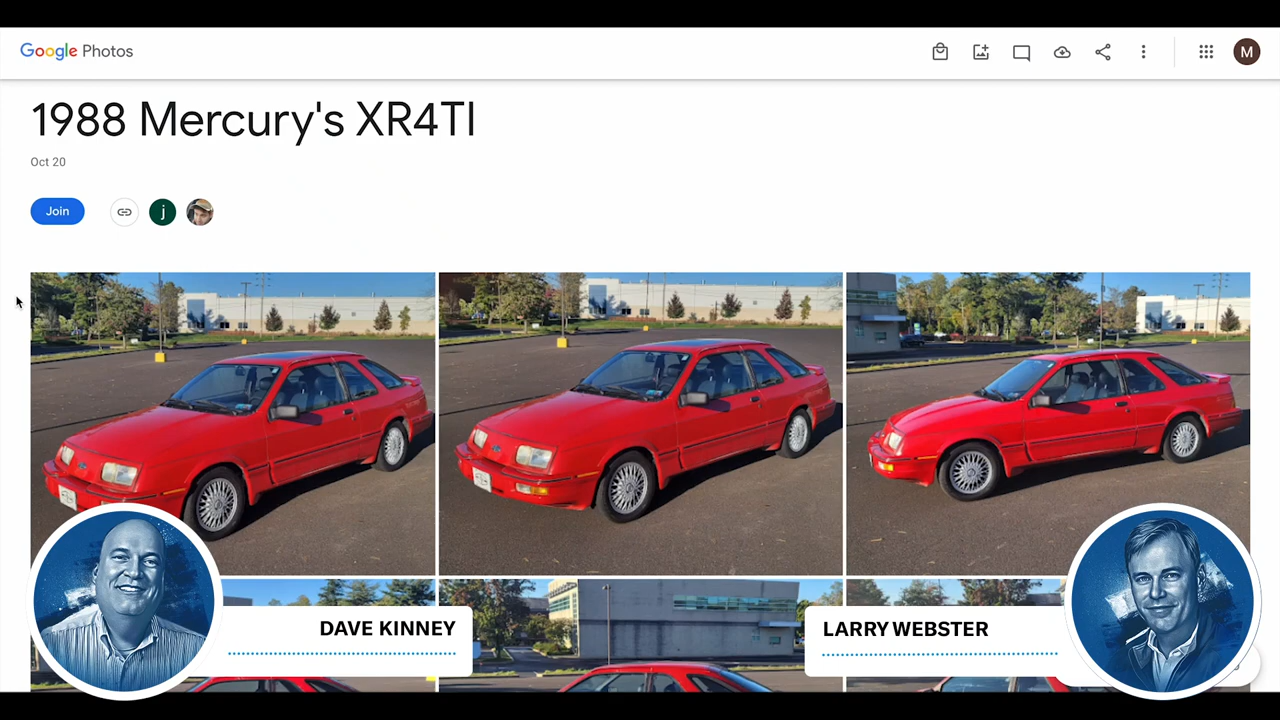 Google Photos
M
1988 Mercury's XR4TI
Oct 20
Join
j
DAVE KINNEY
LARRY WEBSTER